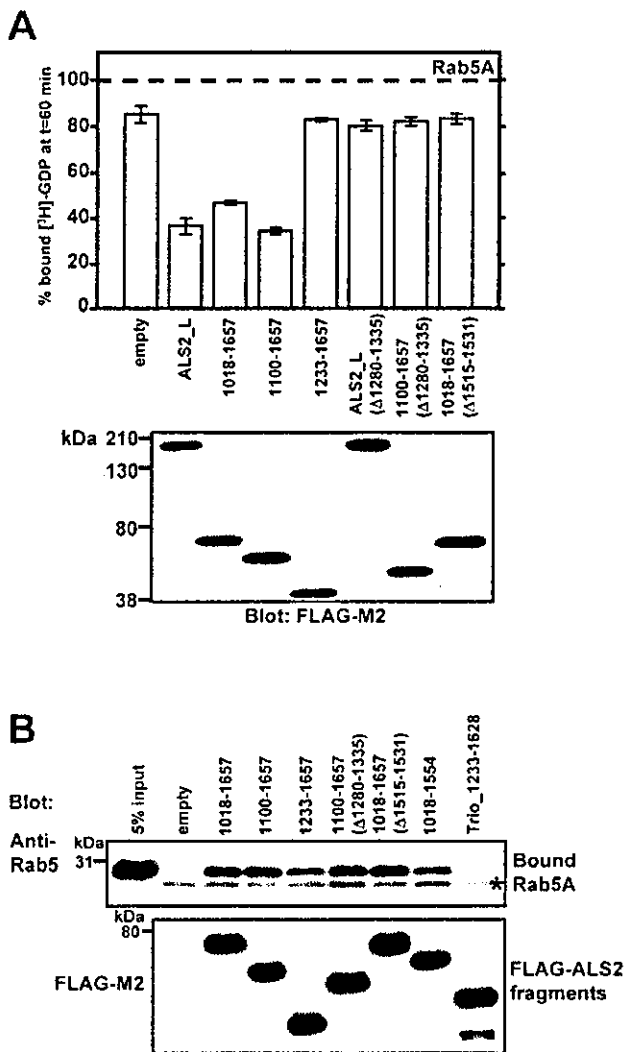 A
Rab5A
% bound [³H]-GDP at t=60 min
100
80
60
40
20
0
empty
ALS2_L
1018-1657
1100-1657
1233-1657
ALS2_L
(Δ1280-1335)
1100-1657
(Δ1280-1335)
1018-1657
(Δ1515-1531)
kDa
210
130
80
38
Blot: FLAG-M2
B
Blot:
5% input
empty
1018-1657
1100-1657
1233-1657
1100-1657
(Δ1280-1335)
1018-1657
(Δ1515-1531)
1018-1554
Trio_1233-1628
Anti-
Rab5
kDa
31
Bound
Rab5A
*
kDa
80
FLAG-M2
FLAG-ALS2
fragments